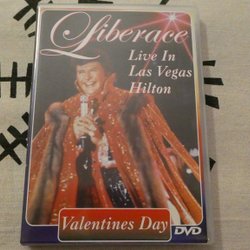 Liberace
Live In
Las Vegas
Hilton
Valentines Day
DVD